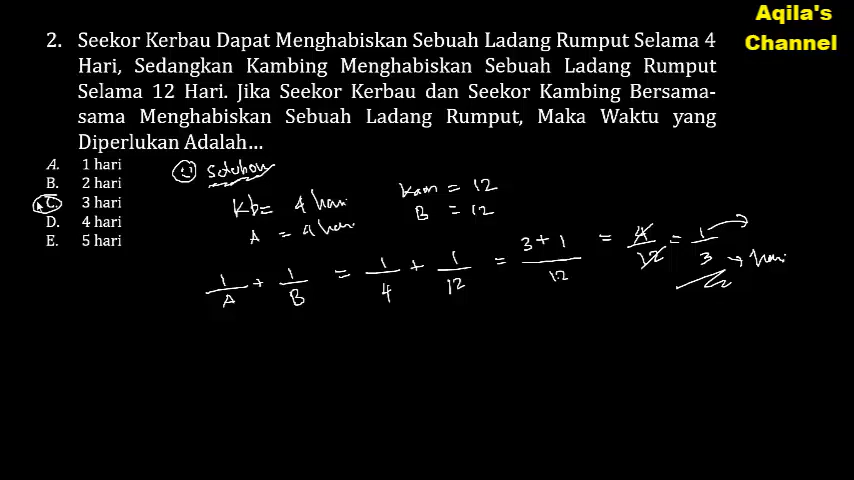 Aqila's
Channel
2. Seekor Kerbau Dapat Menghabiskan Sebuah Ladang Rumput Selama 4
Hari, Sedangkan Kambing Menghabiskan Sebuah Ladang Rumput
Selama 12 Hari. Jika Seekor Kerbau dan Seekor Kambing Bersama-
sama Menghabiskan Sebuah Ladang Rumput, Maka Waktu yang
Diperlukan Adalah...
A. 1 hari
B. 2 hari
C. 3 hari
D. 4 hari
E. 5 hari
Kb = 4 hari
A = 4 hari
Kam = 12
B = 12
1/A + 1/B = 1/4 + 1/12 = 3+1/12 = 4/12 = 1/3 → hari